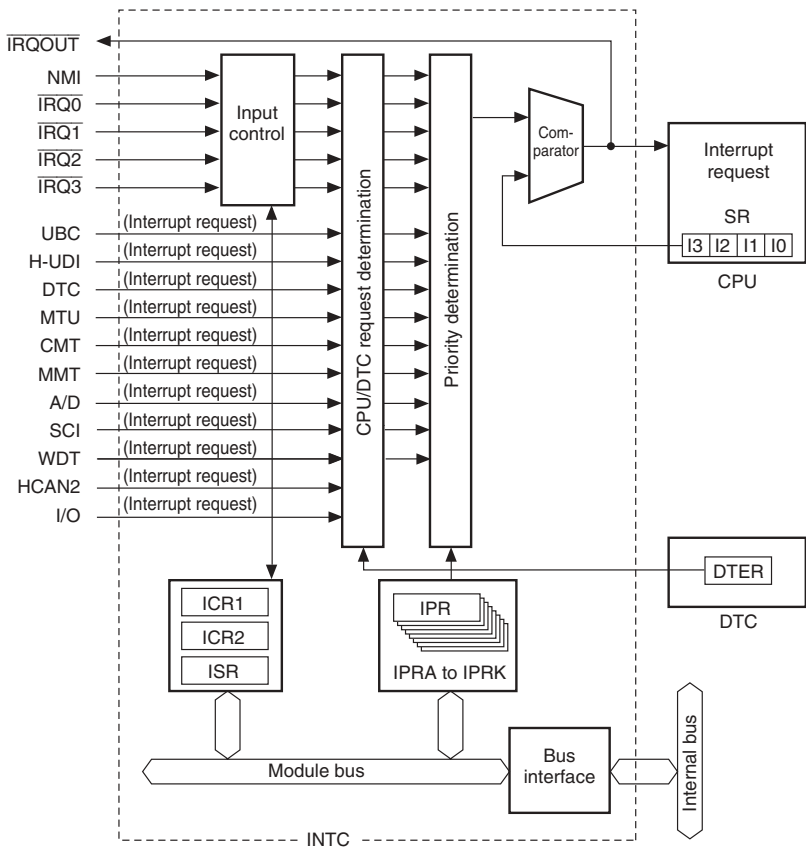 IRQOUT
NMI
IRQ0
IRQ1
IRQ2
IRQ3
Input
control
UBC
(Interrupt request)
H-UDI
(Interrupt request)
DTC
(Interrupt request)
MTU
(Interrupt request)
CMT
(Interrupt request)
MMT
(Interrupt request)
A/D
(Interrupt request)
SCI
(Interrupt request)
WDT
(Interrupt request)
HCAN2
(Interrupt request)
I/O
(Interrupt request)
CPU/DTC request determination
Priority determination
Com-
parator
Interrupt
request
SR
I3 I2 I1 I0
CPU
DTER
DTC
ICR1
ICR2
ISR
IPR
IPRA to IPRK
Module bus
Bus
interface
Internal bus
INTC